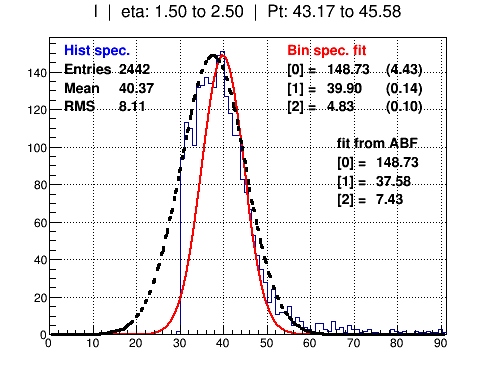 I | eta: 1.50 to 2.50 | Pt: 43.17 to 45.58
Hist spec.
Entries 2442
Mean 40.37
RMS 8.11
Bin spec. fit
[0] = 148.73 (4.43)
[1] = 39.90 (0.14)
[2] = 4.83 (0.10)
fit from ABF
[0] = 148.73
[1] = 37.58
[2] = 7.43
140
120
100
80
60
40
20
0
0 10 20 30 40 50 60 70 80 90